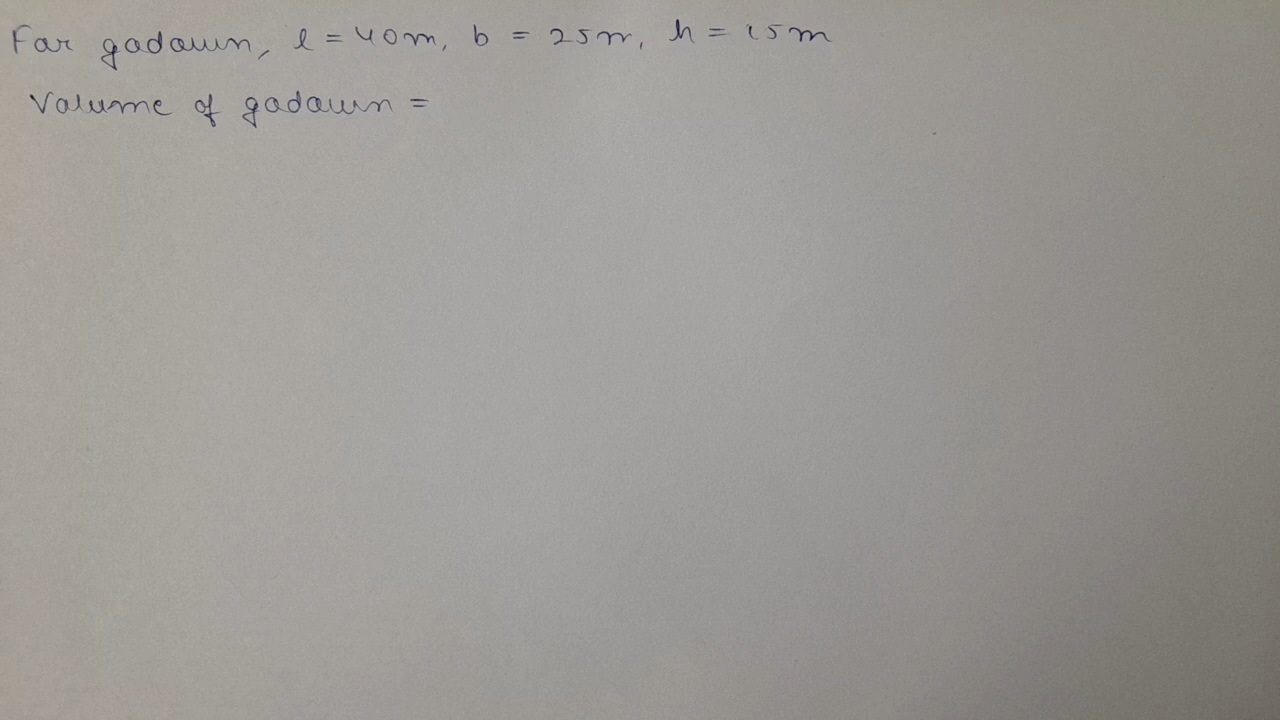 For godown, l = 40m, b = 25m, h = 15m
Volume of godown =